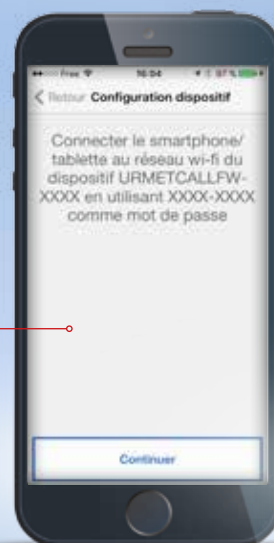 Free 16:04 97 %
Retour Configuration dispositif
Connecter le smartphone/
tablette au réseau wi-fi du
dispositif URMETCALLFW-
XXXX en utilisant XXXX-XXXX
comme mot de passe
Continuer